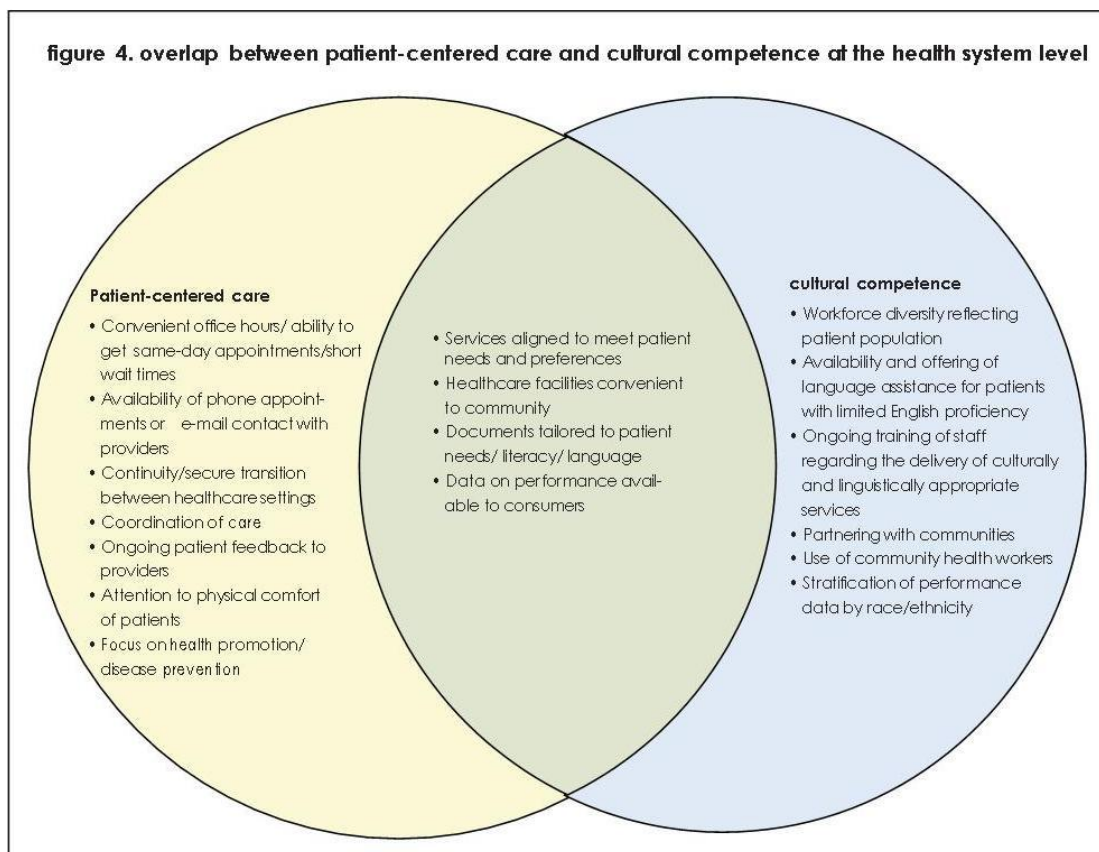 figure 4. overlap between patient-centered care and cultural competence at the health system level
Patient-centered care
• Convenient office hours/ ability to
get same-day appointments/short
wait times
• Availability of phone appoint-
ments or e-mail contact with
providers
• Continuity/secure transition
between healthcare settings
• Coordination of care
• Ongoing patient feedback to
providers
• Attention to physical comfort
of patients
• Focus on health promotion/
disease prevention
• Services aligned to meet patient
needs and preferences
• Healthcare facilities convenient
to community
• Documents tailored to patient
needs/ literacy/ language
• Data on performance avail-
able to consumers
cultural competence
• Workforce diversity reflecting
patient population
• Availability and offering of
language assistance for patients
with limited English proficiency
• Ongoing training of staff
regarding the delivery of culturally
and linguistically appropriate
services
• Partnering with communities
• Use of community health workers
• Stratification of performance
data by race/ethnicity